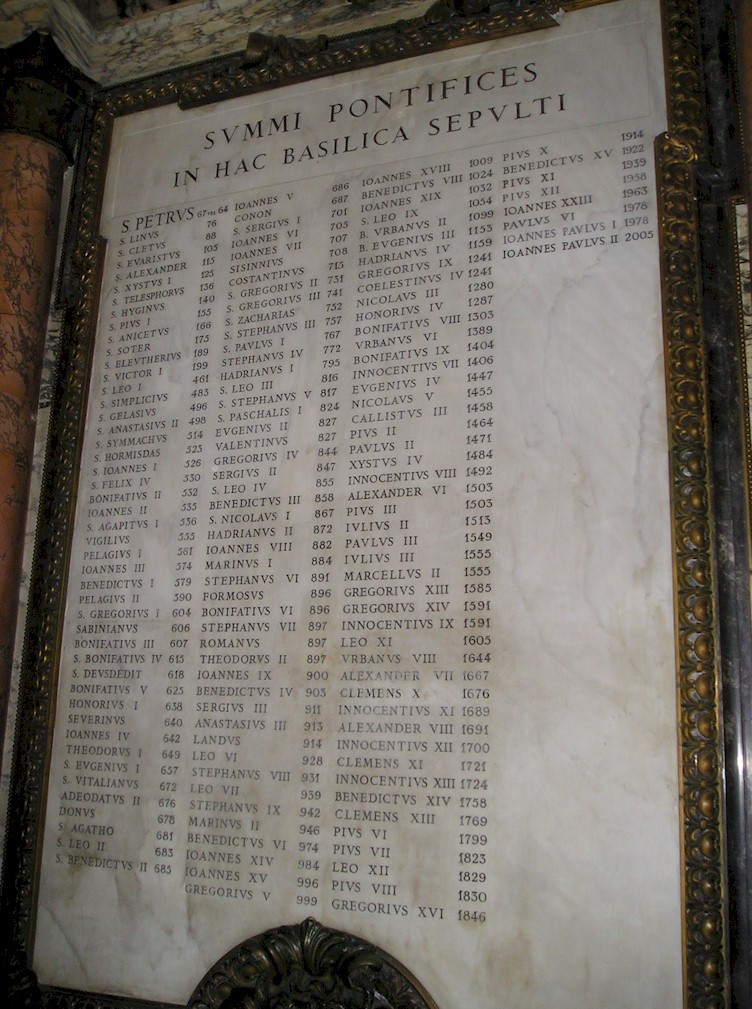 SVMMI PONTIFICES
IN HAC BASILICA SEPVLTI
S. PETRVS 67 vel 64
S. LINVS 76
S. CLETVS 88
S. EVARISTVS 105
S. ALEXANDER 115
S. XYSTVS I 125
S. TELESPHORVS 136
S. HYGINVS 140
S. PIVS I 155
S. ANICETVS 166
S. SOTER 175
S. ELEVTHERIVS 189
S. VICTOR I 199
S. LEO I 461
S. SIMPLICIVS 483
S. GELASIVS 496
S. ANASTASIVS II 498
S. SYMMACHVS 514
S. HORMISDAS 523
S. IOANNES I 526
S. FELIX IV 530
BONIFATIVS II 532
IOANNES II 535
S. AGAPITVS I 536
VIGILIVS 555
PELAGIVS I 561
IOANNES III 574
BENEDICTVS I 579
PELAGIVS II 590
S. GREGORIVS I 604
SABINIANVS 606
BONIFATIVS III 607
S. BONIFATIVS IV 615
S. DEVSDEDIT 618
BONIFATIVS V 625
HONORIVS I 638
SEVERINVS 640
IOANNES IV 642
THEODORVS I 649
S. EVGENIVS I 657
S. VITALIANVS 672
ADEODATVS II 676
DONVS 678
S. AGATHO 681
S. LEO II 683
S. BENEDICTVS II 685
IOANNES V 686
CONON 687
S. SERGIVS I 701
IOANNES VI 705
IOANNES VII 707
SISINNIVS 708
COSTANTINVS 715
S. GREGORIVS II 731
S. GREGORIVS III 741
S. ZACHARIAS 752
S. STEPHANVS III 757
S. PAVLVS I 767
STEPHANVS IV 772
HADRIANVS I 795
S. LEO III 816
S. STEPHANVS V 817
S. PASCHALIS I 824
EVGENIVS II 827
VALENTINVS 827
GREGORIVS IV 844
SERGIVS II 847
S. LEO IV 855
BENEDICTVS III 858
S. NICOLAVS I 867
HADRIANVS II 872
IOANNES VIII 882
MARINVS I 884
STEPHANVS VI 891
FORMOSVS 896
BONIFATIVS VI 896
STEPHANVS VII 897
ROMANVS 897
THEODORVS II 897
IOANNES IX 900
BENEDICTVS IV 903
SERGIVS III 911
ANASTASIVS III 913
LANDVS 914
LEO VI 928
STEPHANVS VIII 931
LEO VII 939
STEPHANVS IX 942
MARINVS II 946
BENEDICTVS VI 974
IOANNES XIV 984
IOANNES XV 996
GREGORIVS V 999
IOANNES XVIII 1009
BENEDICTVS VIII 1024
IOANNES XIX 1032
S. LEO IX 1054
B. VRBANVS II 1099
B. EVGENIVS III 1153
HADRIANVS IV 1159
GREGORIVS IX 1241
COELESTINVS IV 1241
NICOLAVS III 1280
HONORIVS IV 1287
BONIFATIVS VIII 1303
VRBANVS VI 1389
BONIFATIVS IX 1404
INNOCENTIVS VII 1406
EVGENIVS IV 1447
NICOLAVS V 1455
CALLISTVS III 1458
PIVS II 1464
PAVLVS II 1471
XYSTVS IV 1484
INNOCENTIVS VIII 1492
ALEXANDER VI 1503
PIVS III 1503
IVLIVS II 1513
PAVLVS III 1549
IVLIVS III 1555
MARCELLVS II 1555
GREGORIVS XIII 1585
GREGORIVS XIV 1591
INNOCENTIVS IX 1591
LEO XI 1605
VRBANVS VIII 1644
ALEXANDER VII 1667
CLEMENS X 1676
INNOCENTIVS XI 1689
ALEXANDER VIII 1691
INNOCENTIVS XII 1700
CLEMENS XI 1721
INNOCENTIVS XIII 1724
BENEDICTVS XIV 1758
CLEMENS XIII 1769
PIVS VI 1799
PIVS VII 1823
LEO XII 1829
PIVS VIII 1830
GREGORIVS XVI 1846
PIVS X 1914
BENEDICTVS XV 1922
PIVS XI 1939
PIVS XII 1958
IOANNES XXIII 1963
PAVLVS VI 1978
IOANNES PAVLVS I 1978
IOANNES PAVLVS II 2005